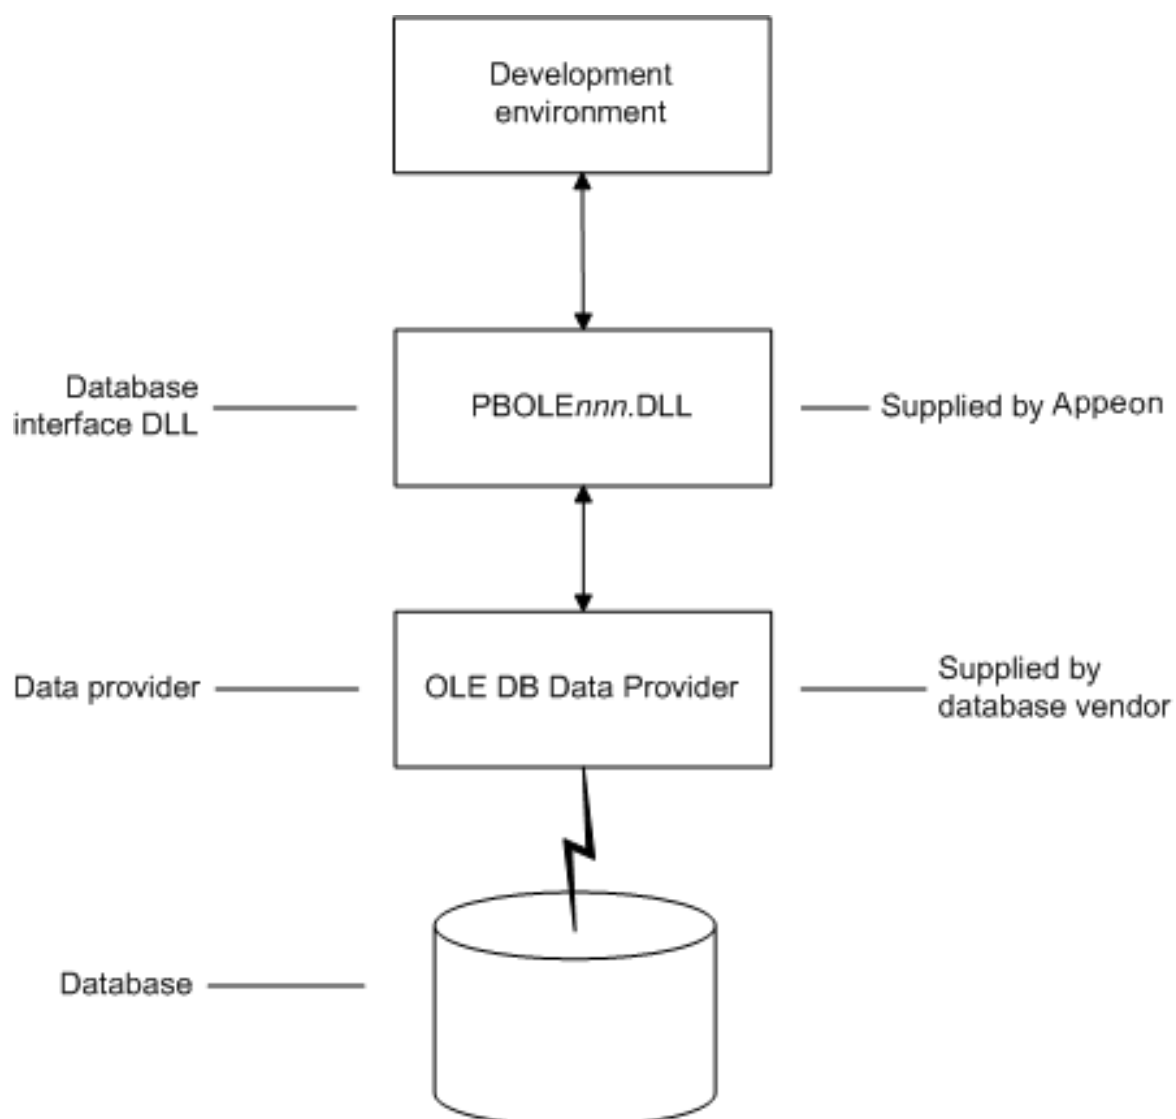 Development
environment
Database
interface DLL
PBOLEnnn.DLL
Supplied by Appeon
Data provider
OLE DB Data Provider
Supplied by
database vendor
Database